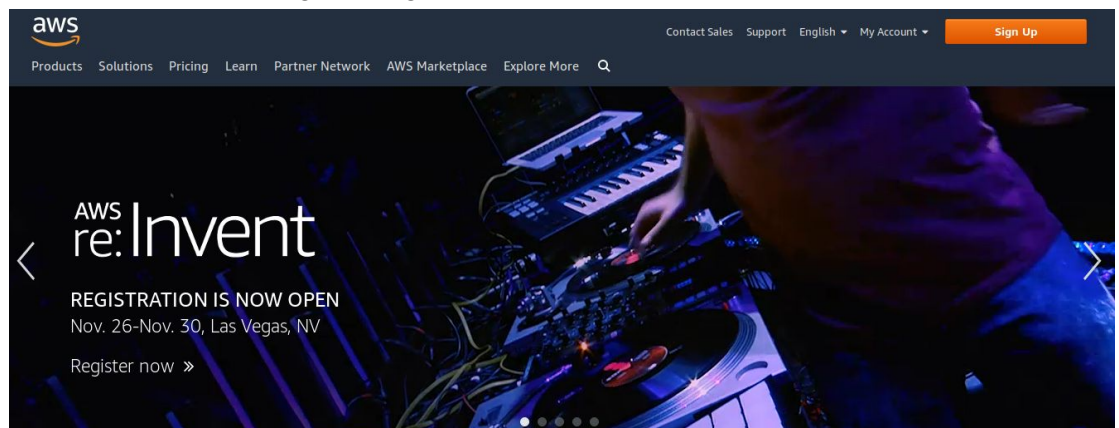 aws
Contact Sales Support English My Account Sign Up
Products Solutions Pricing Learn Partner Network AWS Marketplace Explore More
AWS
re:Invent
REGISTRATION IS NOW OPEN
Nov. 26-Nov. 30, Las Vegas, NV
Register now »